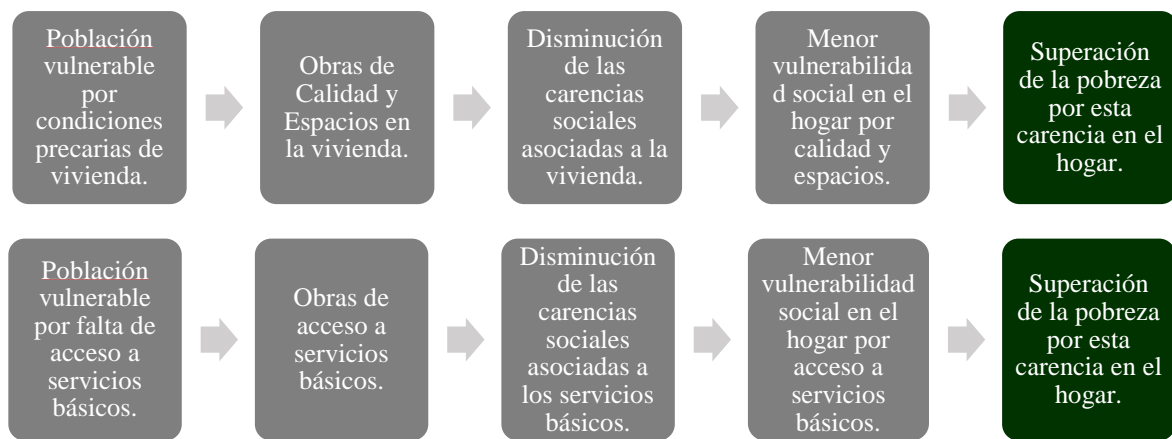 Población
vulnerable
por
condiciones
precarias de
vivienda.
Obras de
Calidad y
Espacios en
la vivienda.
Disminución
de las
carencias
sociales
asociadas a la
vivienda.
Menor
vulnerabilida
d social en el
hogar por
calidad y
espacios.
Superación
de la pobreza
por esta
carencia en el
hogar.
Población
vulnerable
por falta de
acceso a
servicios
básicos.
Obras de
acceso a
servicios
básicos.
Disminución
de las
carencias
sociales
asociadas a
los servicios
básicos.
Menor
vulnerabilidad
social en el
hogar por
acceso a
servicios
básicos.
Superación
de la pobreza
por esta
carencia en el
hogar.